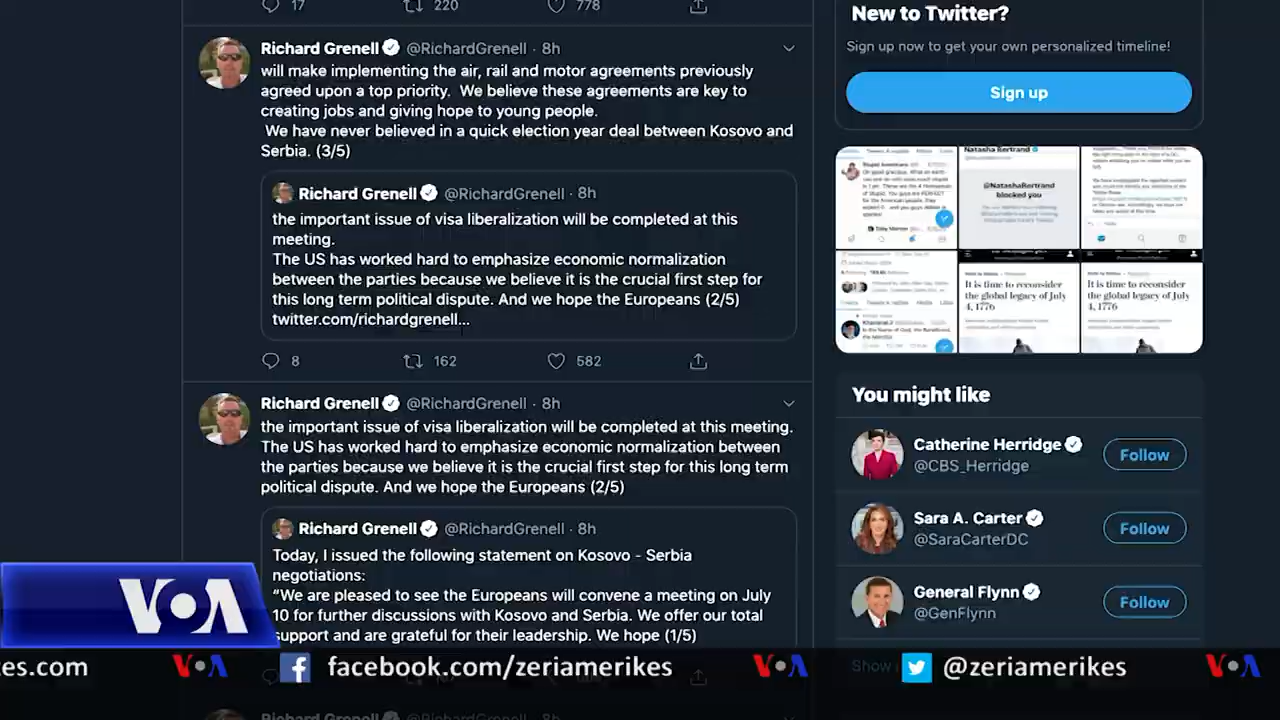 17 220 778
Richard Grenell @RichardGrenell · 8h
will make implementing the air, rail and motor agreements previously
agreed upon a top priority. We believe these agreements are key to
creating jobs and giving hope to young people.
We have never believed in a quick election year deal between Kosovo and
Serbia. (3/5)
Richard Grenell @RichardGrenell · 8h
the important issue of visa liberalization will be completed at this
meeting.
The US has worked hard to emphasize economic normalization
between the parties because we believe it is the crucial first step for
this long term political dispute. And we hope the Europeans (2/5)
8 162 582
Richard Grenell @RichardGrenell · 8h
the important issue of visa liberalization will be completed at this meeting.
The US has worked hard to emphasize economic normalization between
the parties because we believe it is the crucial first step for this long term
political dispute. And we hope the Europeans (2/5)
Richard Grenell @RichardGrenell · 8h
Today, I issued the following statement on Kosovo - Serbia
negotiations:
“We are pleased to see the Europeans will convene a meeting on July
10 for further discussions with Kosovo and Serbia. We offer our total
support and are grateful for their leadership. We hope (1/5)
Richard Grenell @RichardGrenell · 8h
New to Twitter?
Sign up now to get your own personalized timeline!
Sign up
Natasha Bertrand
@NatashaBertrand
blocked you
It is time to reconsider
the global legacy of July
4, 1776
It is time to reconsider
the global legacy of July
4, 1776
You might like
Catherine Herridge
@CBS_Herridge
Follow
Sara A. Carter
@SaraCarterDC
Follow
General Flynn
@GenFlynn
Follow
Show
VOA
kes.com VOA facebook.com/zeriamerikes VOA @zeriamerikes VOA